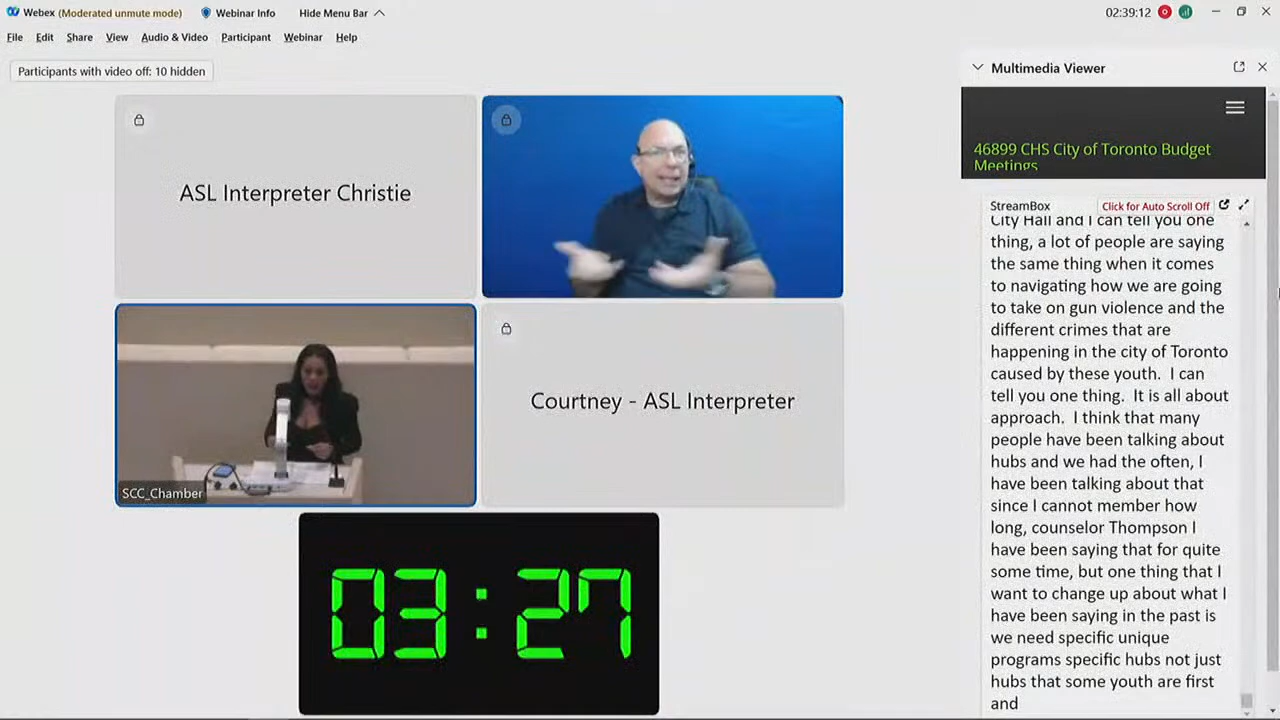 Webex (Moderated unmute mode) Webinar Info Hide Menu Bar
02:39:12
File Edit Share View Audio & Video Participant Webinar Help
Participants with video off: 10 hidden
Multimedia Viewer
ASL Interpreter Christie
46899 CHS City of Toronto Budget
Meetings
StreamBox Click for Auto Scroll Off
City Hall and I can tell you one
thing, a lot of people are saying
the same thing when it comes
to navigating how we are going
to take on gun violence and the
different crimes that are
happening in the city of Toronto
caused by these youth. I can
tell you one thing. It is all about
approach. I think that many
people have been talking about
hubs and we had the often, I
have been talking about that
since I cannot member how
long, counselor Thompson I
have been saying that for quite
some time, but one thing that I
want to change up about what I
have been saying in the past is
we need specific unique
programs specific hubs not just
hubs that some youth are first
and
Courtney - ASL Interpreter
SCC_Chamber
03:27